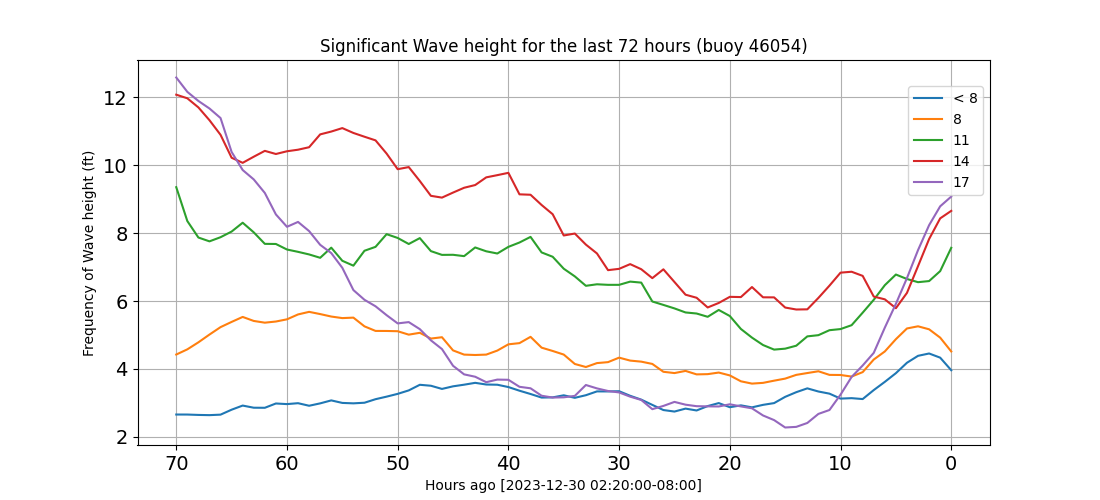 Significant Wave height for the last 72 hours (buoy 46054)
Frequency of Wave height (ft)
12
10
8
6
4
2
< 8
8
11
14
17
70 60 50 40 30 20 10 0
Hours ago [2023-12-30 02:20:00-08:00]